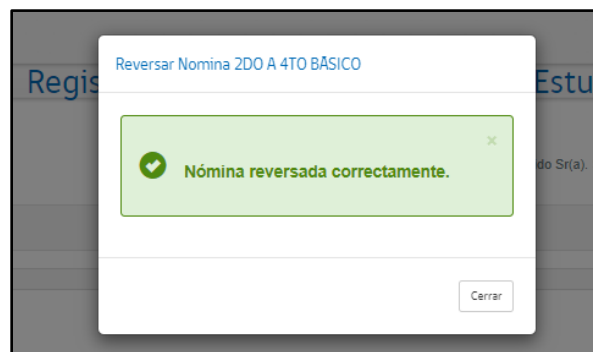 Reversar Nomina 2DO A 4TO BÁSICO
Regis
Estu
Nómina reversada correctamente.
×
do Sr(a).
Cerrar